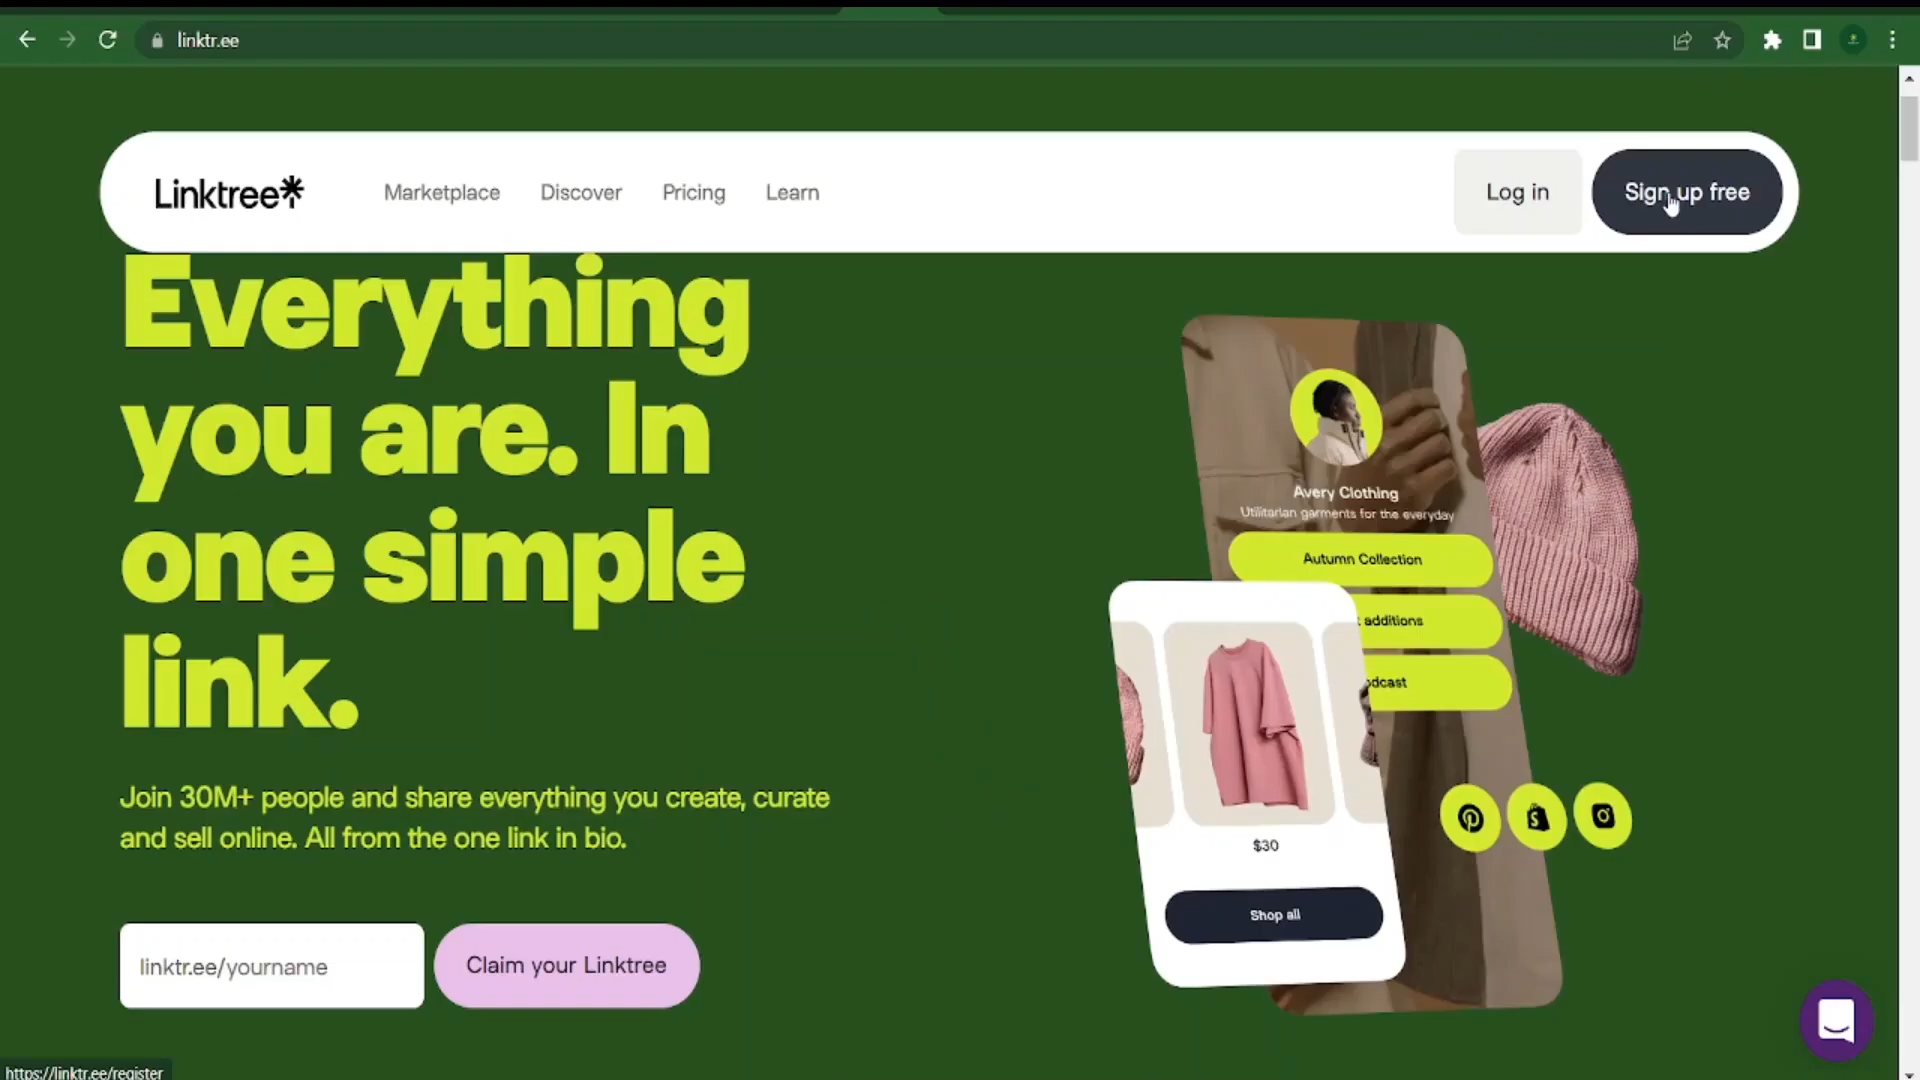 linktr.ee
Linktree*
Marketplace
Discover
Pricing
Learn
Log in
Sign up free
Everything
you are. In
one simple
link.
Join 30M+ people and share everything you create, curate
and sell online. All from the one link in bio.
linktr.ee/yourname
Claim your Linktree
Avery Clothing
Utilitarian garments for the everyday
Autumn Collection
additions
$30
Shop all
https://linktr.ee/register